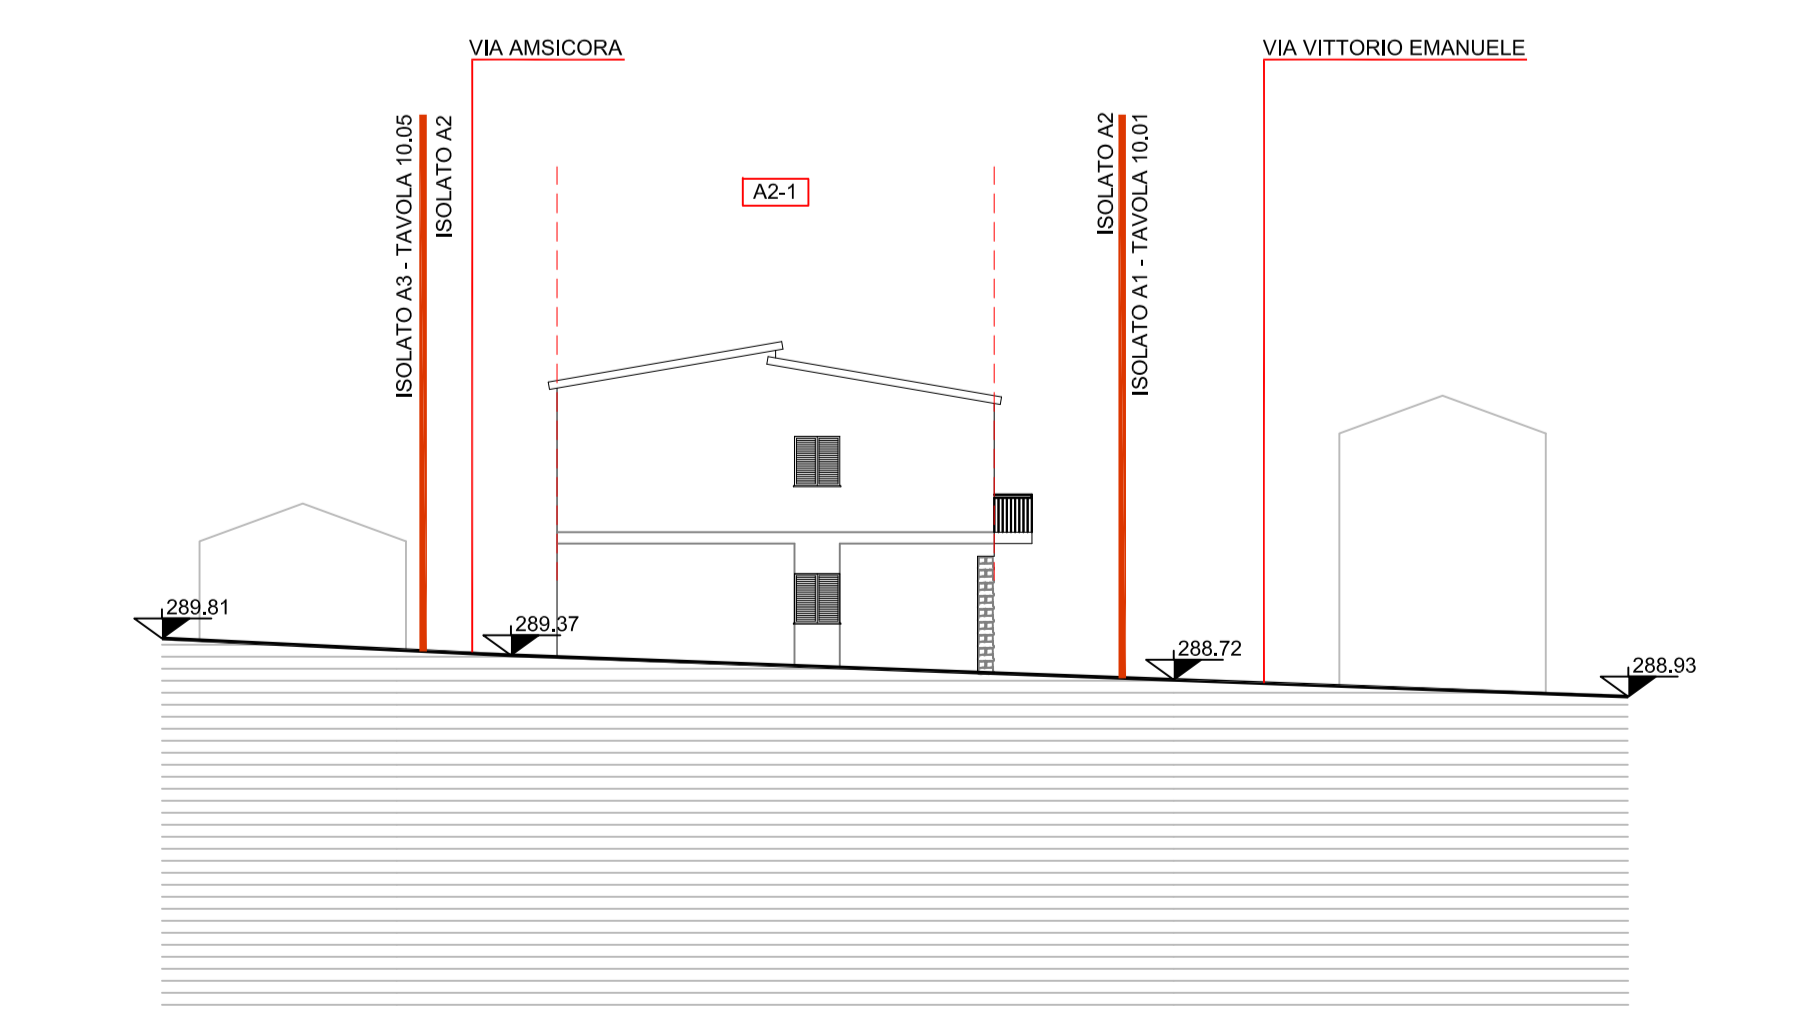 VIA AMSICORA
VIA VITTORIO EMANUELE
ISOLATO A3 - TAVOLA 10.05
ISOLATO A2
A2-1
ISOLATO A2
ISOLATO A1 - TAVOLA 10.01
289.81
289.37
288.72
288.93